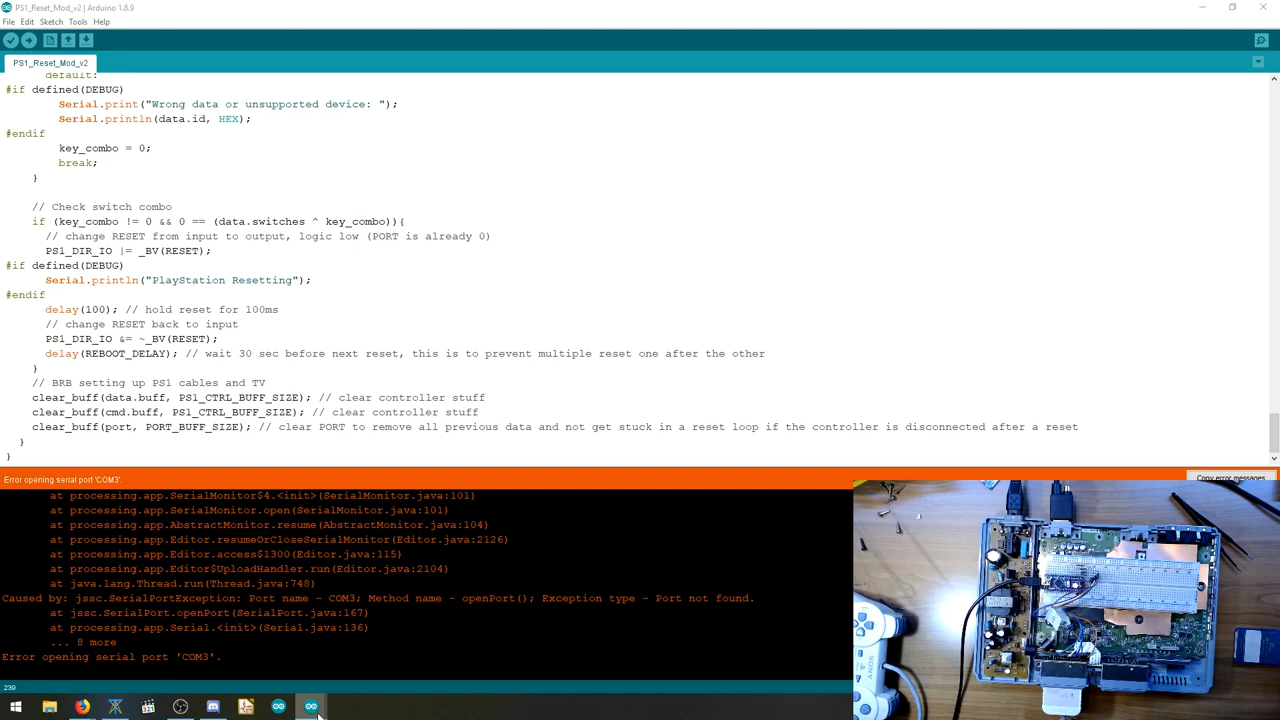 PS1_Reset_Mod_v2 | Arduino 1.8.9
File Edit Sketch Tools Help
PS1_Reset_Mod_v2
default:
#if defined(DEBUG)
Serial.print("Wrong data or unsupported device: ");
Serial.println(data.id, HEX);
#endif
key_combo = 0;
break;
}
// Check switch combo
if (key_combo != 0 && 0 == (data.switches ^ key_combo)){
// change RESET from input to output, logic low (PORT is already 0)
PS1_DIR_IO |= _BV(RESET);
#if defined(DEBUG)
Serial.println("PlayStation Resetting");
#endif
delay(100); // hold reset for 100ms
// change RESET back to input
PS1_DIR_IO &= ~_BV(RESET);
delay(REBOOT_DELAY); // wait 30 sec before next reset, this is to prevent multiple reset one after the other
}
// BRB setting up PS1 cables and TV
clear_buff(data.buff, PS1_CTRL_BUFF_SIZE); // clear controller stuff
clear_buff(cmd.buff, PS1_CTRL_BUFF_SIZE); // clear controller stuff
clear_buff(port, PORT_BUFF_SIZE); // clear PORT to remove all previous data and not get stuck in a reset loop if the controller is disconnected after a reset
}
}
Error opening serial port 'COM3'.
Copy error messages
at processing.app.SerialMonitor$4.<init>(SerialMonitor.java:101)
at processing.app.SerialMonitor.open(SerialMonitor.java:101)
at processing.app.AbstractMonitor.resume(AbstractMonitor.java:104)
at processing.app.Editor.resumeOrCloseSerialMonitor(Editor.java:2126)
at processing.app.Editor.access$1300(Editor.java:115)
at processing.app.Editor$UploadHandler.run(Editor.java:2104)
at java.lang.Thread.run(Thread.java:748)
Caused by: jssc.SerialPortException: Port name - COM3; Method name - openPort(); Exception type - Port not found.
at jssc.SerialPort.openPort(SerialPort.java:167)
at processing.app.Serial.<init>(Serial.java:136)
... 8 more
Error opening serial port 'COM3'.
239
SONY